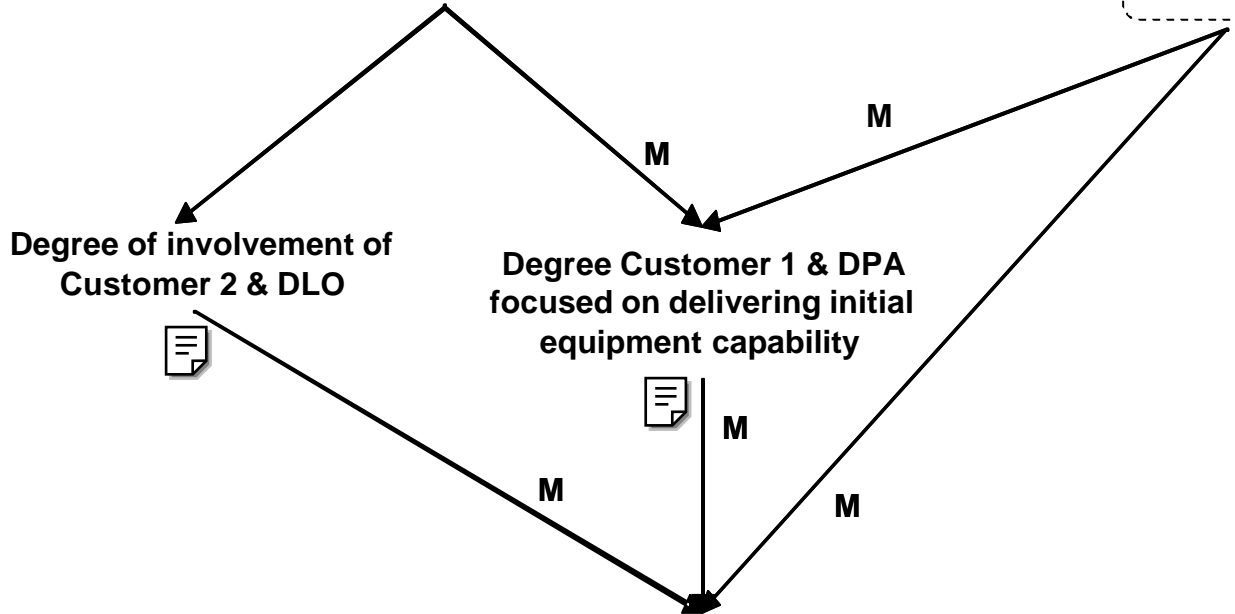 M
M
Degree of involvement of
Customer 2 & DLO
Degree Customer 1 & DPA
focused on delivering initial
equipment capability
M
M
M